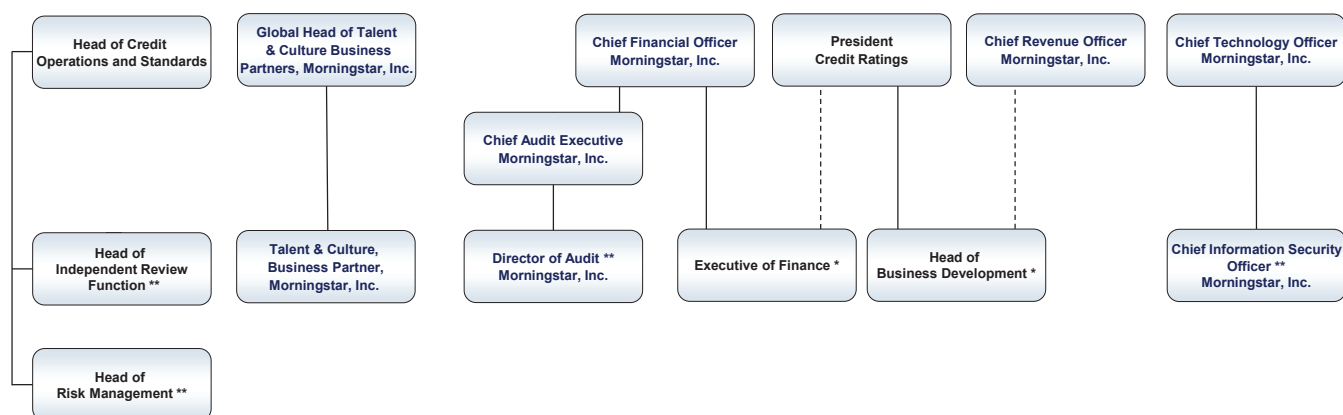 Head of Credit
Operations and Standards
Global Head of Talent
& Culture Business
Partners, Morningstar, Inc.
Chief Financial Officer
Morningstar, Inc.
President
Credit Ratings
Chief Revenue Officer
Morningstar, Inc.
Chief Technology Officer
Morningstar, Inc.
Chief Audit Executive
Morningstar, Inc.
Head of
Independent Review
Function **
Talent & Culture,
Business Partner,
Morningstar, Inc.
Director of Audit **
Morningstar, Inc.
Executive of Finance *
Head of
Business Development *
Chief Information Security
Officer **
Morningstar, Inc.
Head of
Risk Management **